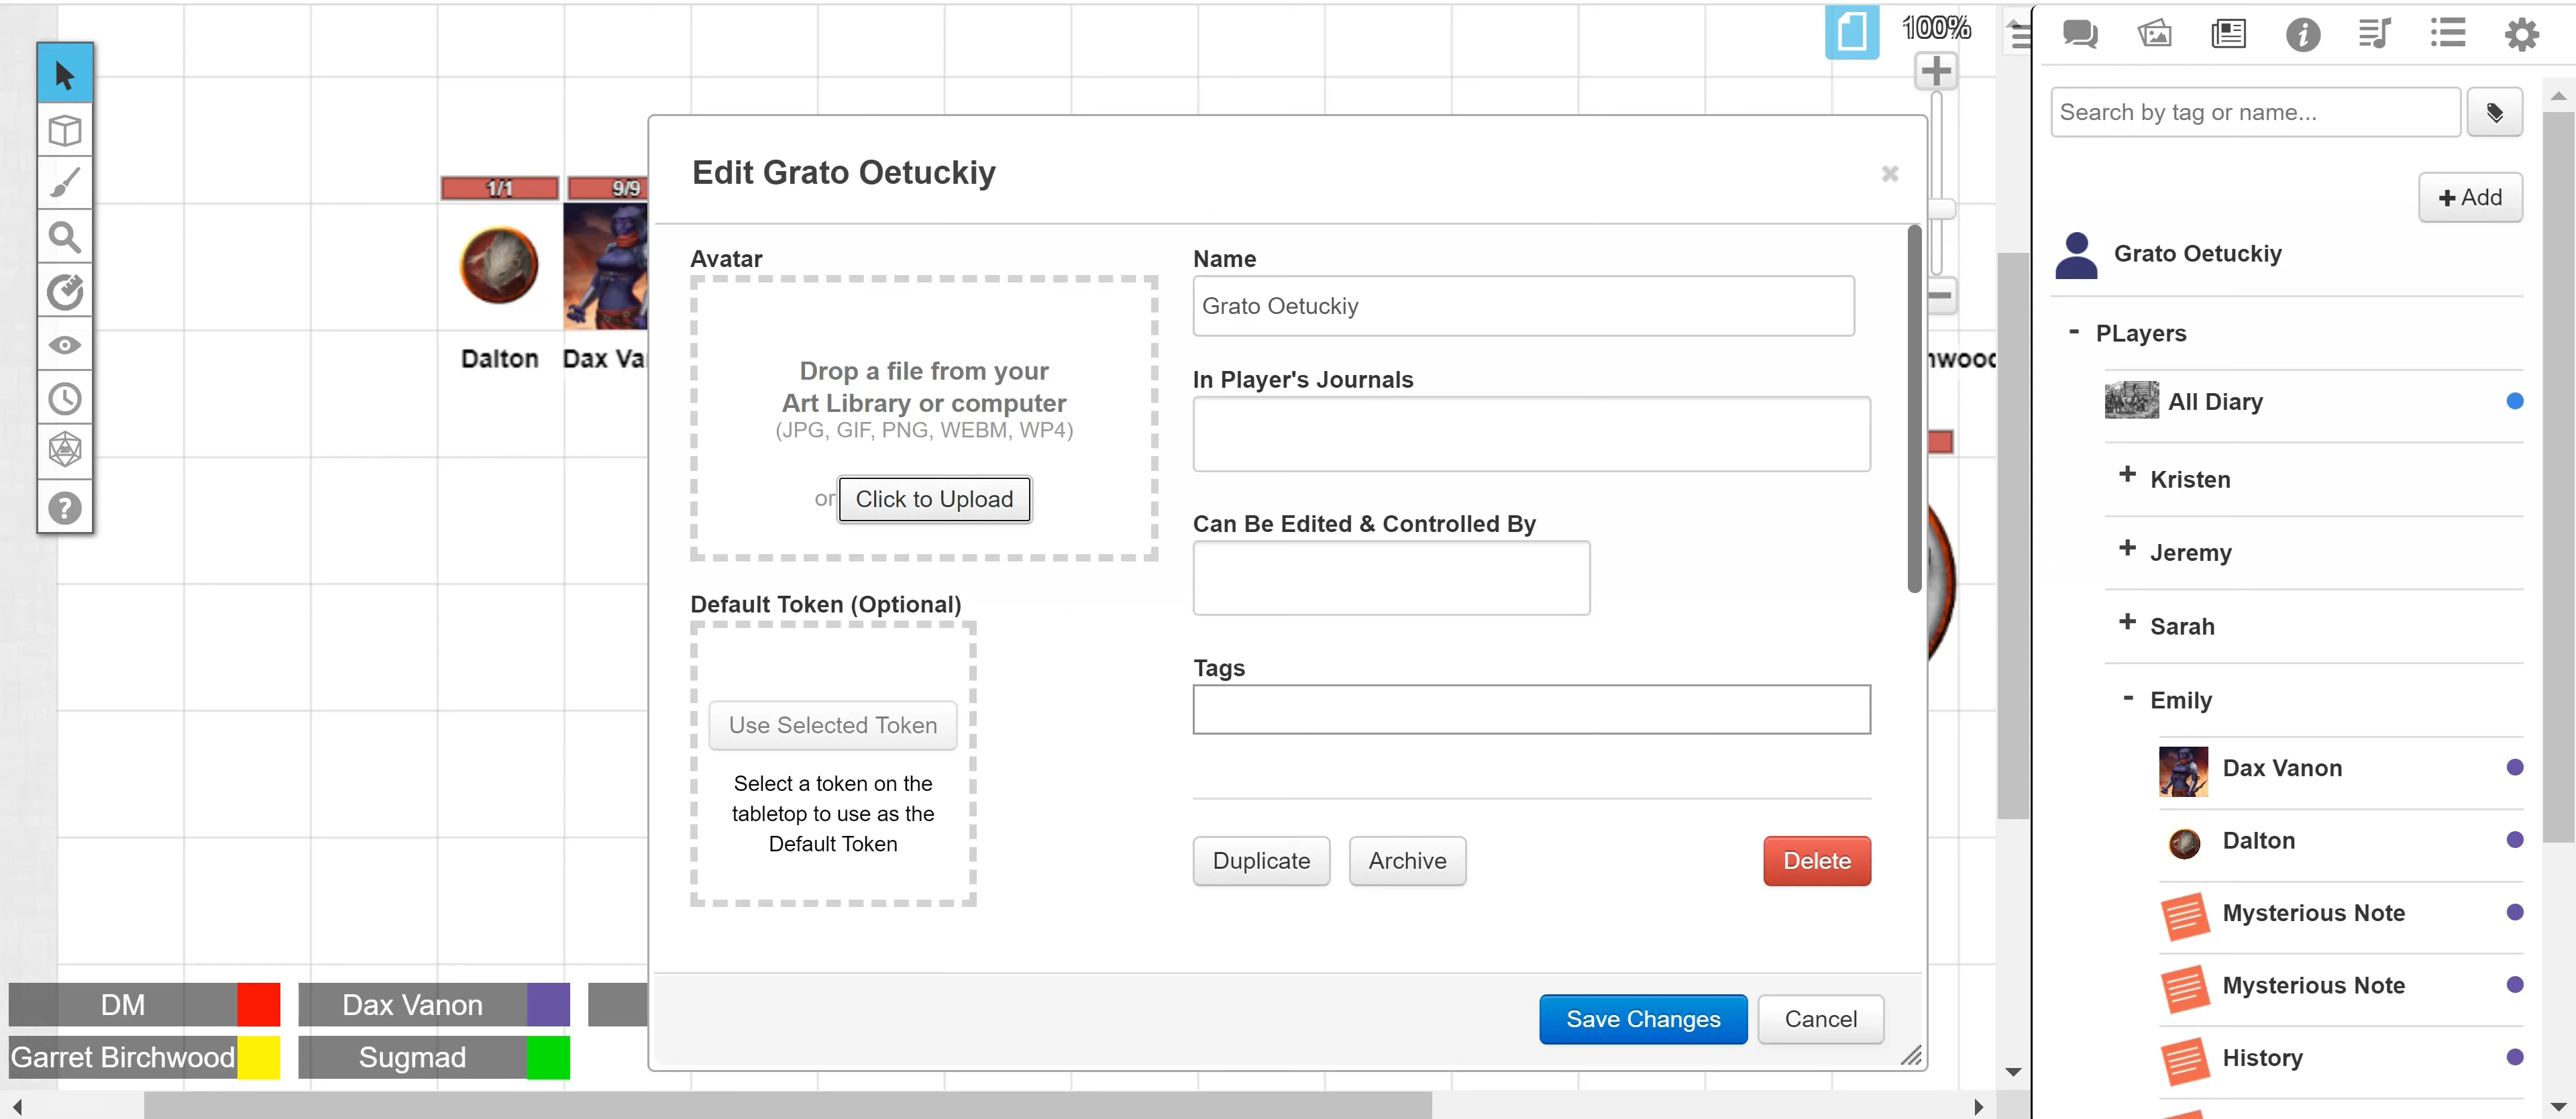 100%
Search by tag or name...
+ Add
1/1
9/9
Edit Grato Oetuckiy
×
Grato Oetuckiy
Avatar
Name
Grato Oetuckiy
- PLayers
Dalton
Dax Va
Drop a file from your
Art Library or computer
(JPG, GIF, PNG, WEBM, WP4)
or Click to Upload
In Player's Journals
All Diary
+ Kristen
Can Be Edited & Controlled By
+ Jeremy
Default Token (Optional)
+ Sarah
Tags
- Emily
Use Selected Token
Select a token on the
tabletop to use as the
Default Token
Dax Vanon
Duplicate
Archive
Delete
Dalton
Mysterious Note
Mysterious Note
DM
Dax Vanon
Save Changes
Cancel
Garret Birchwood
Sugmad
History